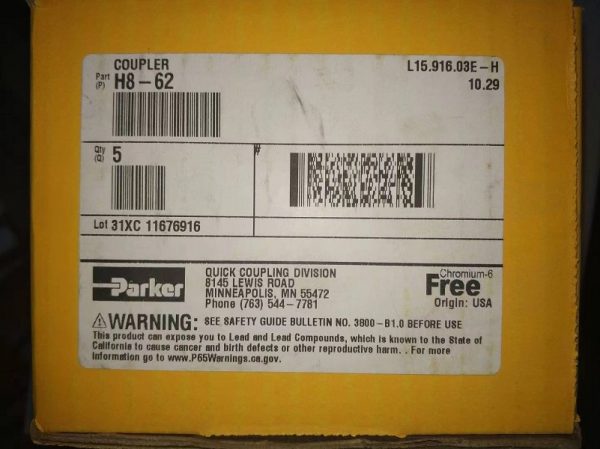 COUPLER
L15.916.03E-H
Part (P) H8-62
10.29
Qty (Q) 5
#
Lot 31XC 11676916
Parker
QUICK COUPLING DIVISION
8145 LEWIS ROAD
MINNEAPOLIS, MN 55472
Phone (763) 544-7781
Chromium-6
Free
Origin: USA
WARNING: SEE SAFETY GUIDE BULLETIN NO. 3800-B1.0 BEFORE USE
This product can expose you to Lead and Lead Compounds, which is known to the State of
California to cause cancer and birth defects or other reproductive harm. . For more
information go to www.P65Warnings.ca.gov.